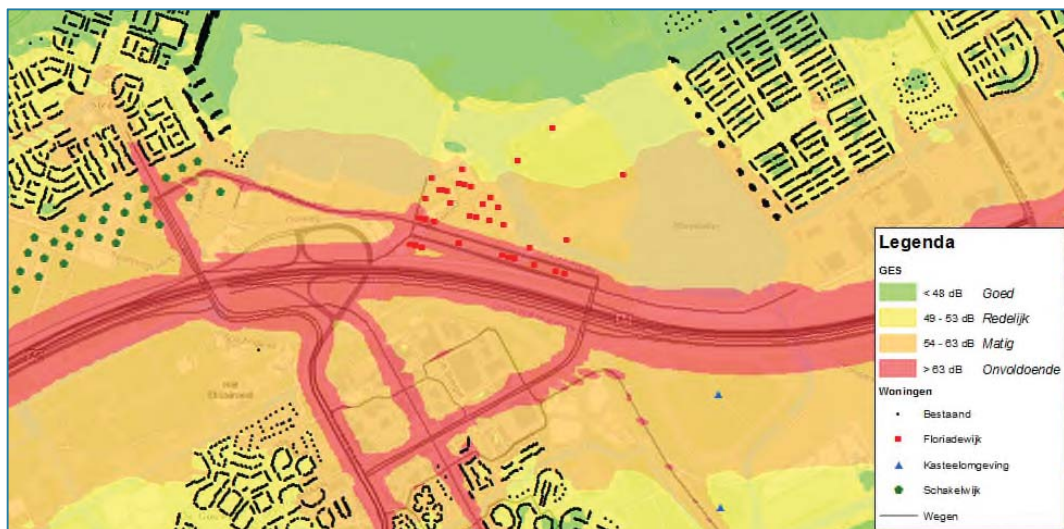 Legenda
GES
< 48 dB Goed
49 - 53 dB Redelijk
54 - 63 dB Matig
> 63 dB Onvoldoende
Woningen
Bestaand
Floriadewijk
Kasteelomgeving
Schakelwijk
Wegen